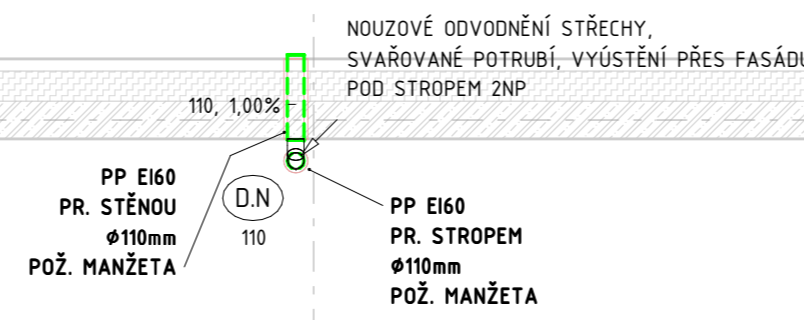 NOUZOVÉ ODVODNĚNÍ STŘECHY,
SVAŘOVANÉ POTRUBÍ, VYÚSTĚNÍ PŘES FASÁDU
POD STROPEM 2NP
110, 1,00%
PP EI60
PR. STĚNOU
Ø110mm
POŽ. MANŽETA
D.N
110
PP EI60
PR. STROPEM
Ø110mm
POŽ. MANŽETA